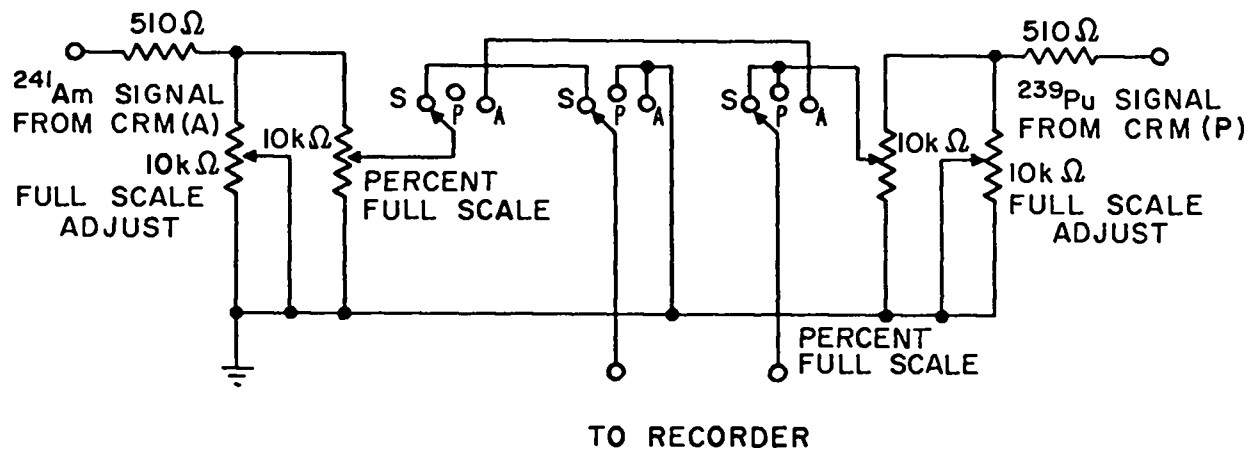 510Ω
²⁴¹Am SIGNAL
FROM CRM(A)
10kΩ
FULL SCALE
ADJUST
10kΩ
PERCENT
FULL SCALE
S
P
A
S
P
A
S
P
A
510Ω
²³⁹Pu SIGNAL
FROM CRM(P)
10kΩ
10kΩ
FULL SCALE
ADJUST
PERCENT
FULL SCALE
TO RECORDER